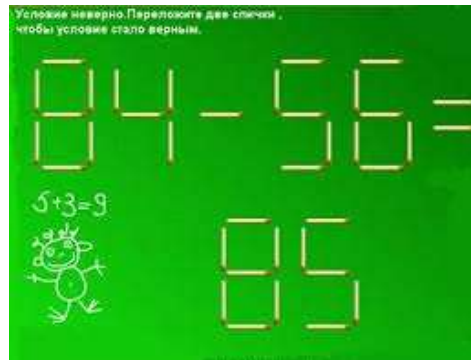 Условие неверно.Переложите две спички ,
чтобы условие стало верным.
84-56=
5+3=9
85